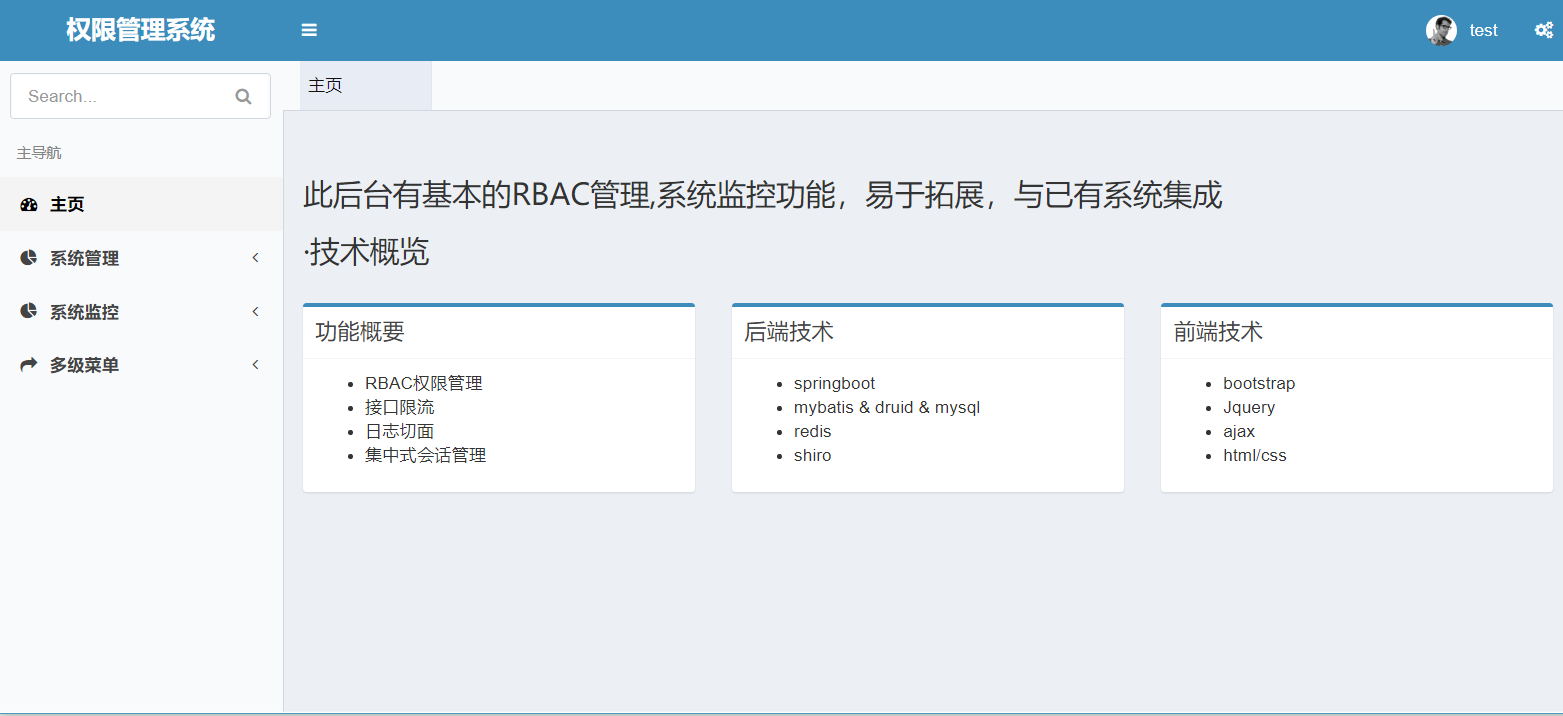 权限管理系统
test
Search...
主导航
主页
系统管理
系统监控
多级菜单
主页
此后台有基本的RBAC管理,系统监控功能，易于拓展，与已有系统集成
·技术概览
功能概要
RBAC权限管理
接口限流
日志切面
集中式会话管理
后端技术
springboot
mybatis & druid & mysql
redis
shiro
前端技术
bootstrap
Jquery
ajax
html/css